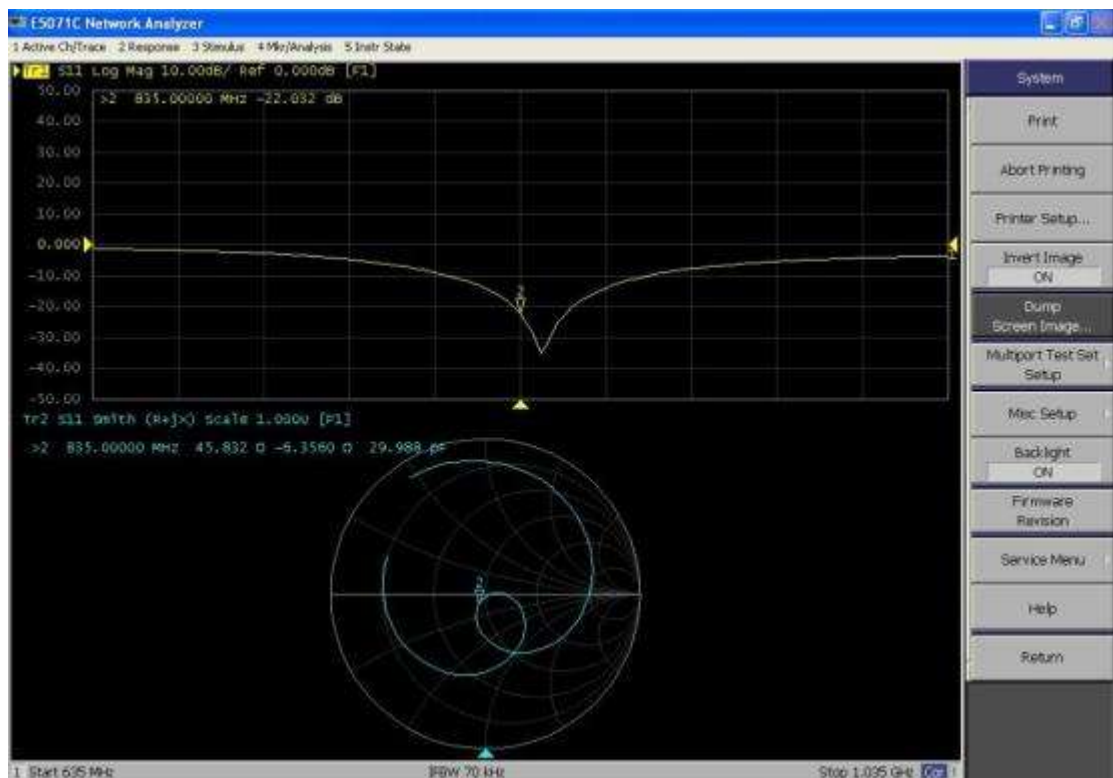 E5071C Network Analyzer
1 Active Ch/Trace 2 Response 3 Stimulus 4 Mkr/Analysis 5 Instr State
Tr1 S11 Log Mag 10.00dB/ Ref 0.000dB [F1]
50.00
>2 835.00000 MHz -22.032 dB
40.00
30.00
20.00
10.00
0.000
-10.00
-20.00
-30.00
-40.00
-50.00
2
Tr2 S11 Smith (R+jX) Scale 1.000U [F1]
>2 835.00000 MHz 45.832 Ω -6.3560 Ω 29.988 pF
2
1 Start 635 MHz
IFBW 70 kHz
Stop 1.035 GHz Cor
System
Print
Abort Printing
Printer Setup...
Invert Image
ON
Dump
Screen Image...
Multiport Test Set
Setup
Misc Setup
Backlight
ON
Firmware
Revision
Service Menu
Help
Return